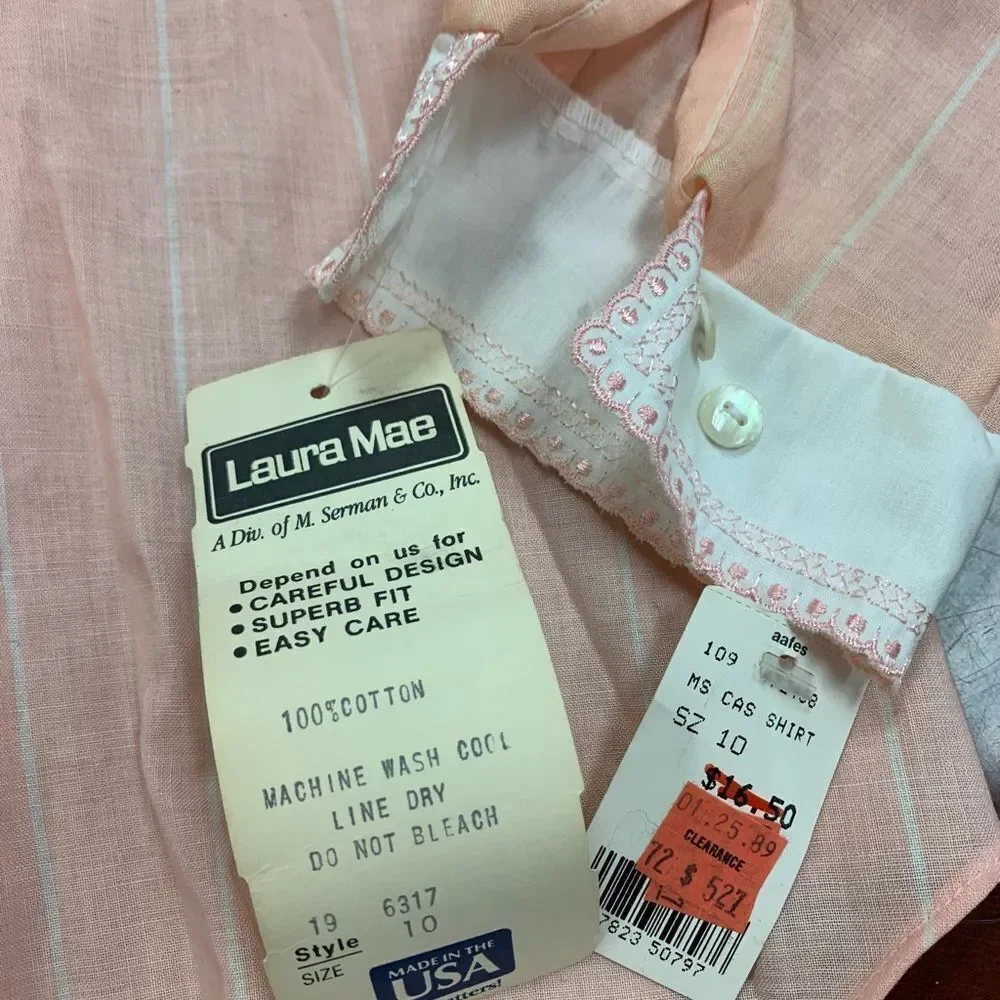 Laura Mae
A Div. of M. Serman & Co., Inc.
Depend on us for
• CAREFUL DESIGN
• SUPERB FIT
• EASY CARE
100%COTTON
MACHINE WASH COOL
LINE DRY
DO NOT BLEACH
19 6317
Style 10
SIZE
MADE IN THE
USA
aafes
109
MS CAS SHIRT
SZ 10
$16.50
01.25.89
CLEARANCE
72 $ 527
7823 50797